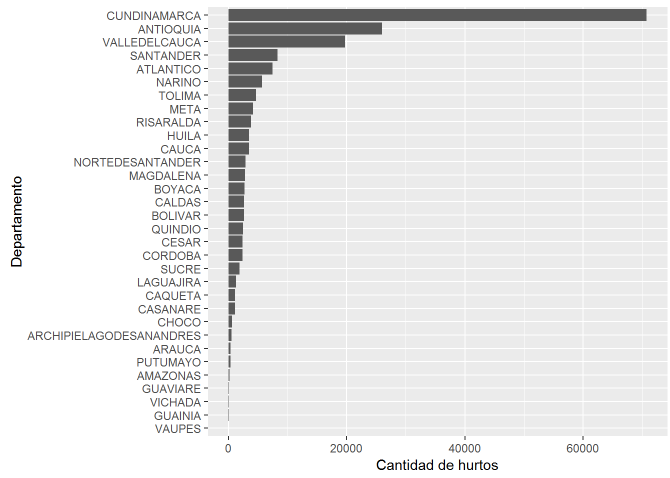 CUNDINAMARCA
ANTIOQUIA
VALLEDELCAUCA
SANTANDER
ATLANTICO
NARINO
TOLIMA
META
RISARALDA
HUILA
CAUCA
NORTEDESANTANDER
MAGDALENA
BOYACA
CALDAS
BOLIVAR
QUINDIO
CESAR
CORDOBA
SUCRE
LAGUAJIRA
CAQUETA
CASANARE
CHOCO
ARCHIPIELAGODESANANDRES
ARAUCA
PUTUMAYO
AMAZONAS
GUAVIARE
VICHADA
GUAINIA
VAUPES
Departamento
0 20000 40000 60000
Cantidad de hurtos